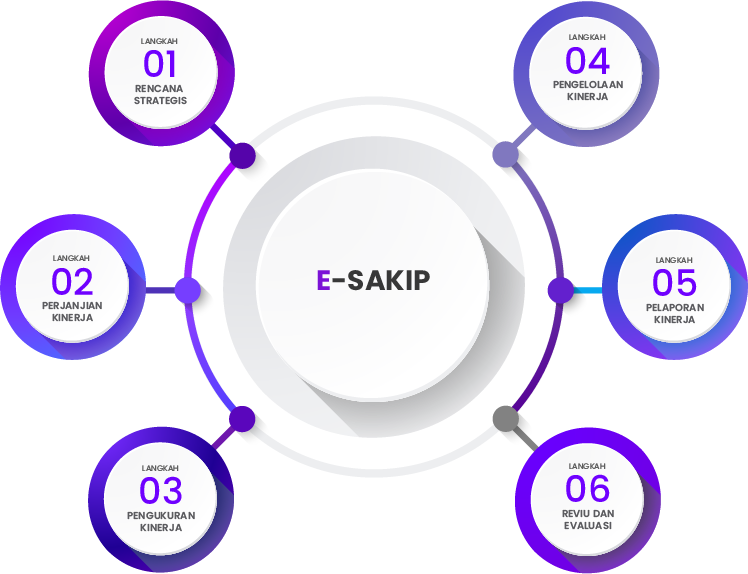 LANGKAH
01
RENCANA
STRATEGIS
LANGKAH
02
PERJANJIAN
KINERJA
LANGKAH
03
PENGUKURAN
KINERJA
E-SAKIP
LANGKAH
04
PENGELOLAAN
KINERJA
LANGKAH
05
PELAPORAN
KINERJA
LANGKAH
06
REVIU DAN
EVALUASI